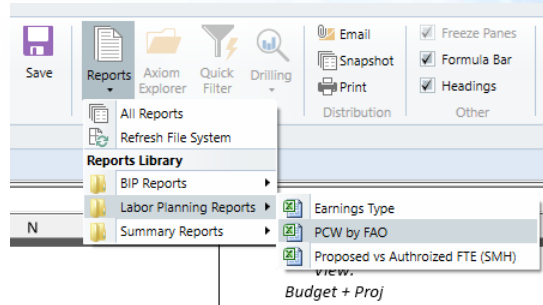 Save
Reports
Axiom Explorer
Quick Filter
Drilling
Email
Snapshot
Print
Distribution
Freeze Panes
Formula Bar
Headings
Other
All Reports
Refresh File System
Reports Library
BIP Reports
Labor Planning Reports
Summary Reports
Earnings Type
PCW by FAO
Proposed vs Authroized FTE (SMH)
N
View:
Budget + Proj